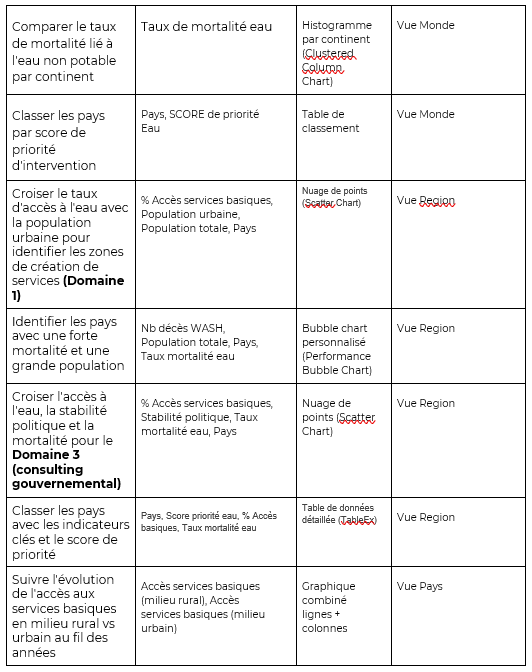 Comparer le taux
de mortalité lié à
l'eau non potable
par continent
Taux de mortalité eau
Histogramme
par continent
(Clustered
Column
Chart)
Vue Monde
Classer les pays
par score de
priorité
d'intervention
Pays, SCORE de priorité
Eau
Table de
classement
Vue Monde
Croiser le taux
d'accès à l'eau avec
la population
urbaine pour
identifier les zones
de création de
services (Domaine
1)
% Accès services basiques,
Population urbaine,
Population totale, Pays
Nuage de points
(Scatter Chart)
Vue Region
Identifier les pays
avec une forte
mortalité et une
grande population
Nb décès WASH,
Population totale, Pays,
Taux mortalité eau
Bubble chart
personnalisé
(Performance
Bubble Chart)
Vue Region
Croiser l'accès à
l'eau, la stabilité
politique et la
mortalité pour le
Domaine 3
(consulting
gouvernemental)
% Accès services basiques,
Stabilité politique, Taux
mortalité eau, Pays
Nuage de
points (Scatter
Chart)
Vue Region
Classer les pays
avec les indicateurs
clés et le score de
priorité
Pays, Score priorité eau, % Accès
basiques, Taux mortalité eau
Table de données
détaillée (TableEx)
Vue Region
Suivre l'évolution
de l'accès aux
services basiques
en milieu rural vs
urbain au fil des
années
Accès services basiques
(milieu rural), Accès
services basiques (milieu
urbain)
Graphique
combiné
lignes +
colonnes
Vue Pays